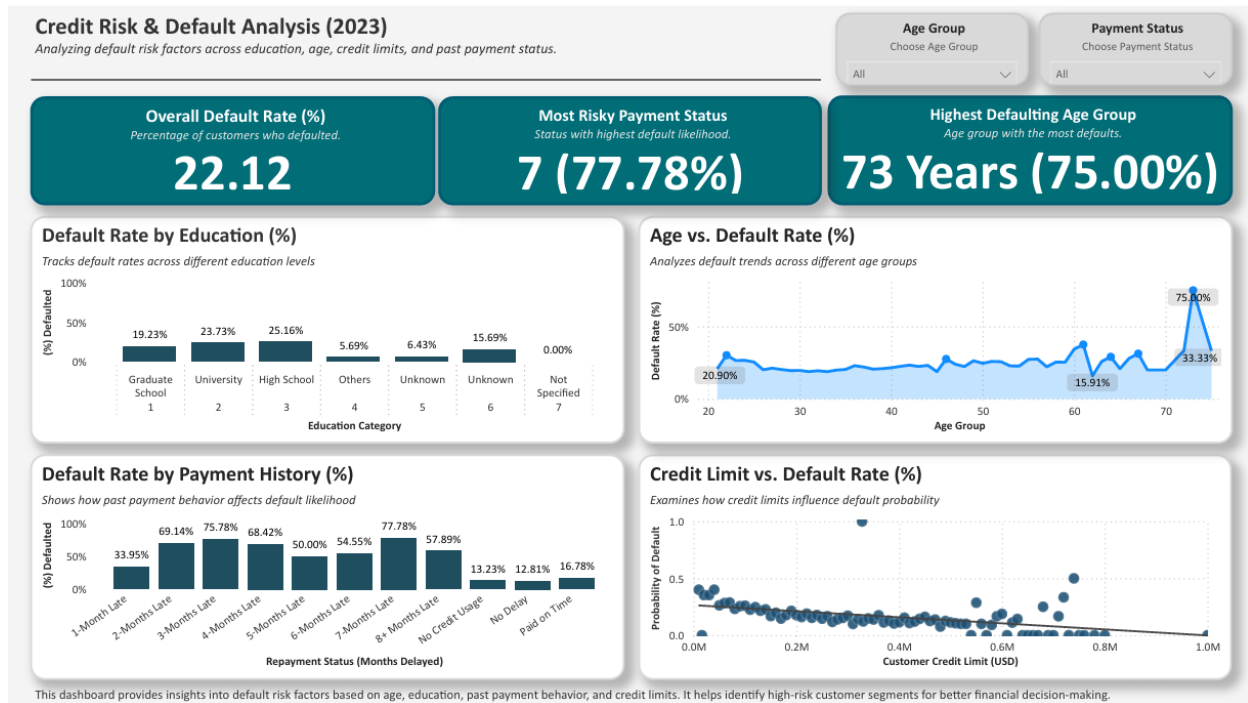 Credit Risk & Default Analysis (2023)
Analyzing default risk factors across education, age, credit limits, and past payment status.
Age Group
Choose Age Group
All
Payment Status
Choose Payment Status
All
Overall Default Rate (%)
Percentage of customers who defaulted.
22.12
Most Risky Payment Status
Status with highest default likelihood.
7 (77.78%)
Highest Defaulting Age Group
Age group with the most defaults.
73 Years (75.00%)
Default Rate by Education (%)
Tracks default rates across different education levels
(%) Defaulted
100%
50%
0%
19.23%
23.73%
25.16%
5.69%
6.43%
15.69%
0.00%
Graduate
School
University
High School
Others
Unknown
Unknown
Not
Specified
1
2
3
4
5
6
7
Education Category
Age vs. Default Rate (%)
Analyzes default trends across different age groups
Default Rate (%)
50%
0%
20.90%
15.91%
75.00%
33.33%
20
30
40
50
60
70
Age Group
Default Rate by Payment History (%)
Shows how past payment behavior affects default likelihood
(%) Defaulted
100%
50%
0%
33.95%
69.14%
75.78%
68.42%
50.00%
54.55%
77.78%
57.89%
13.23%
12.81%
16.78%
1-Month Late
2-Months Late
3-Months Late
4-Months Late
5-Months Late
6-Months Late
7-Months Late
8+ Months Late
No Credit Usage
No Delay
Paid on Time
Repayment Status (Months Delayed)
Credit Limit vs. Default Rate (%)
Examines how credit limits influence default probability
Probability of Default
1.0
0.5
0.0
0.0M
0.2M
0.4M
0.6M
0.8M
1.0M
Customer Credit Limit (USD)
This dashboard provides insights into default risk factors based on age, education, past payment behavior, and credit limits. It helps identify high-risk customer segments for better financial decision-making.